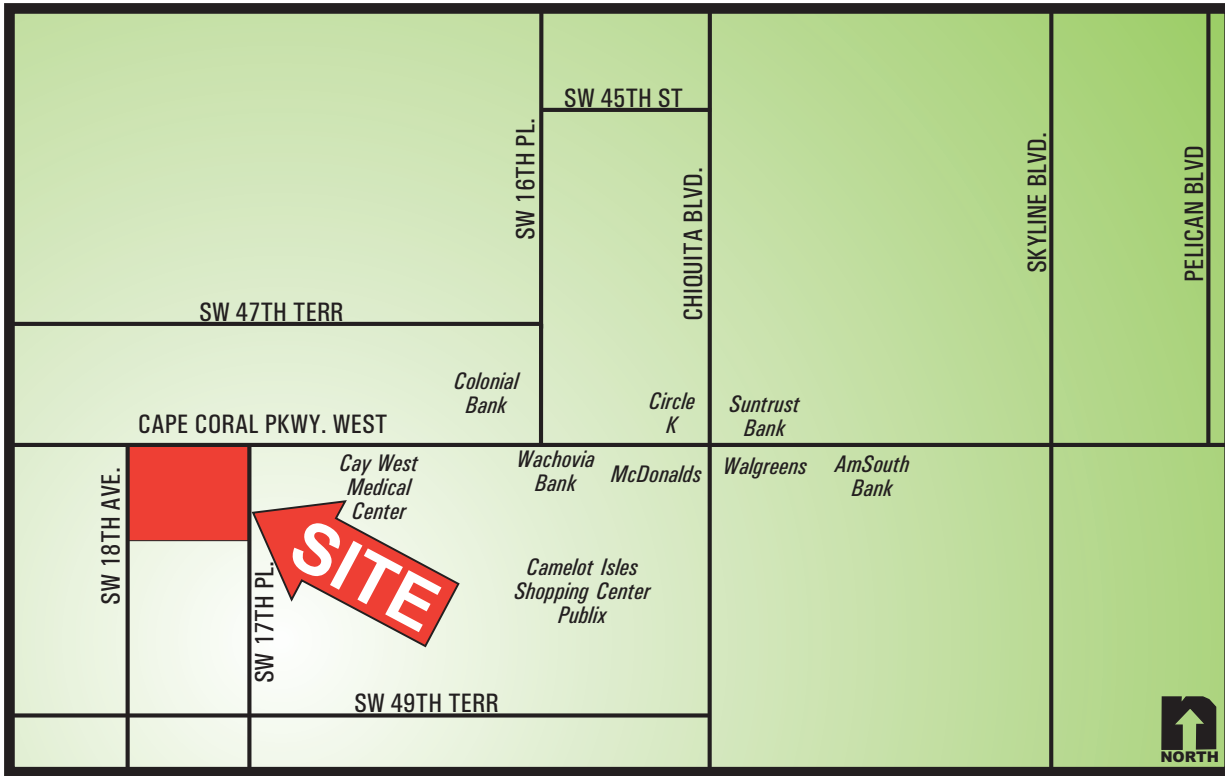 SW 45TH ST
SW 16TH PL.
CHIQUITA BLVD.
SKYLINE BLVD.
PELICAN BLVD
SW 47TH TERR
Colonial
Bank
Circle
K
Suntrust
Bank
CAPE CORAL PKWY. WEST
SW 18TH AVE.
SW 17TH PL.
Cay West
Medical
Center
Wachovia
Bank
McDonalds
Walgreens
AmSouth
Bank
SITE
Camelot Isles
Shopping Center
Publix
SW 49TH TERR
n
NORTH